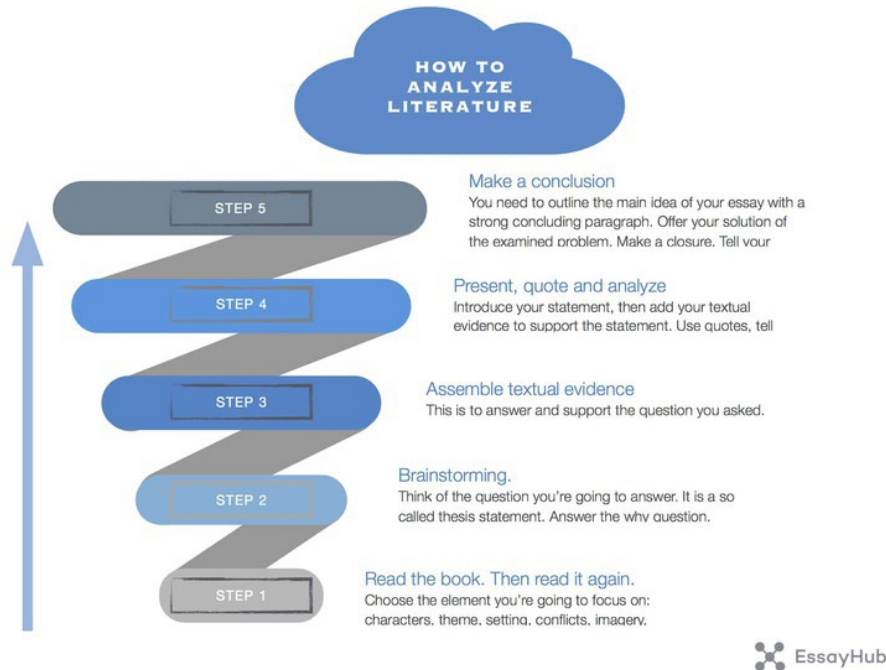 HOW TO
ANALYZE
LITERATURE
STEP 5
Make a conclusion
You need to outline the main idea of your essay with a
strong concluding paragraph. Offer your solution of
the examined problem. Make a closure. Tell your
STEP 4
Present, quote and analyze
Introduce your statement, then add your textual
evidence to support the statement. Use quotes, tell
STEP 3
Assemble textual evidence
This is to answer and support the question you asked.
STEP 2
Brainstorming.
Think of the question you're going to answer. It is a so
called thesis statement. Answer the why question.
STEP 1
Read the book. Then read it again.
Choose the element you're going to focus on:
characters, theme, setting, conflicts, imagery,
EssayHub